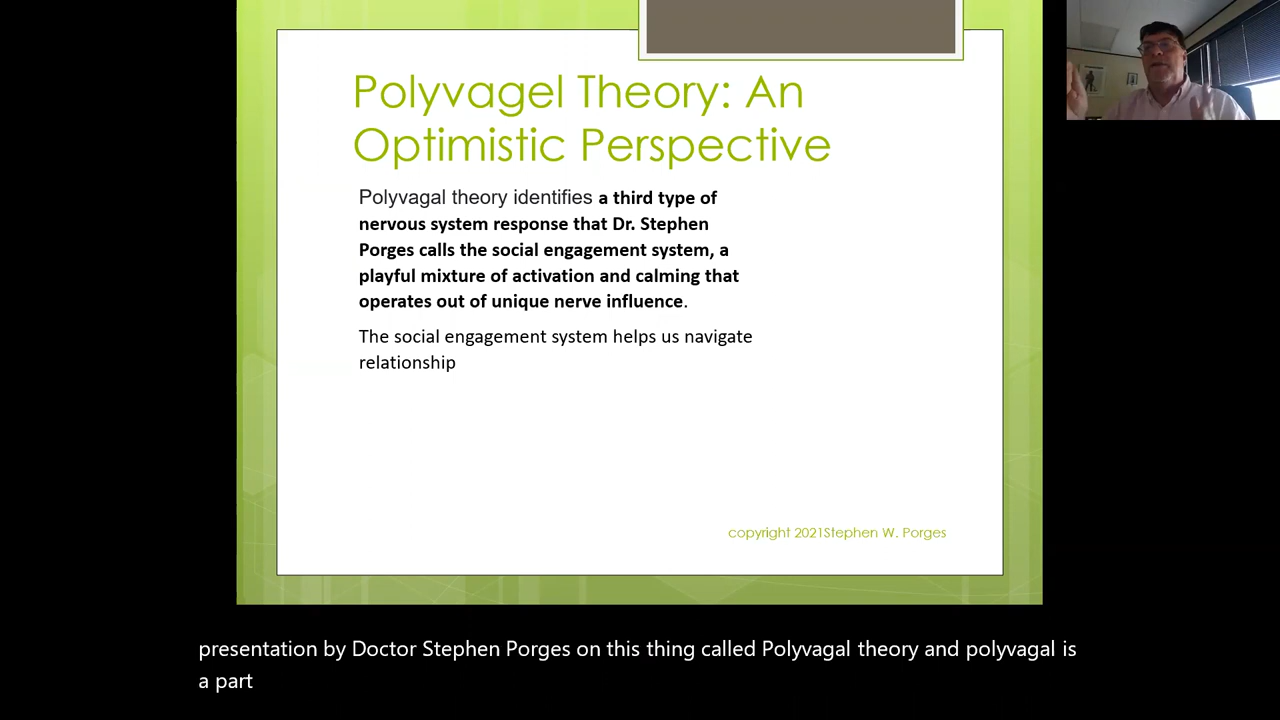 Polyvagel Theory: An
Optimistic Perspective
Polyvagal theory identifies a third type of
nervous system response that Dr. Stephen
Porges calls the social engagement system, a
playful mixture of activation and calming that
operates out of unique nerve influence.
The social engagement system helps us navigate
relationship
copyright 2021Stephen W. Porges
presentation by Doctor Stephen Porges on this thing called Polyvagal theory and polyvagal is
a part